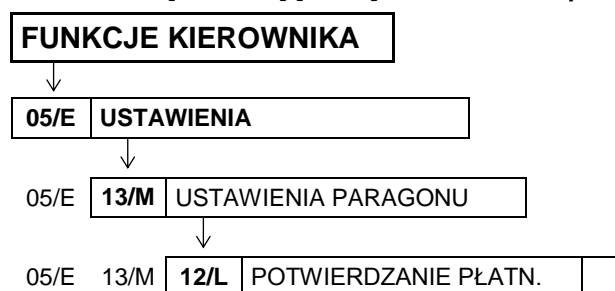 FUNKCJE KIEROWNIKA
05/E USTAWIENIA
05/E 13/M USTAWIENIA PARAGONU
05/E 13/M 12/L POTWIERDZANIE PŁATN.